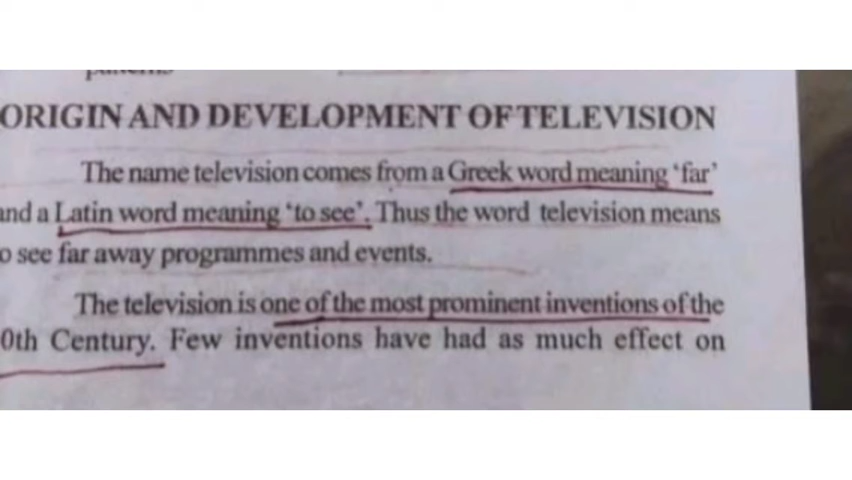 ORIGIN AND DEVELOPMENT OF TELEVISION
The name television comes from a Greek word meaning ‘far’
and a Latin word meaning ‘to see’. Thus the word television means
o see far away programmes and events.
The television is one of the most prominent inventions of the
0th Century. Few inventions have had as much effect on